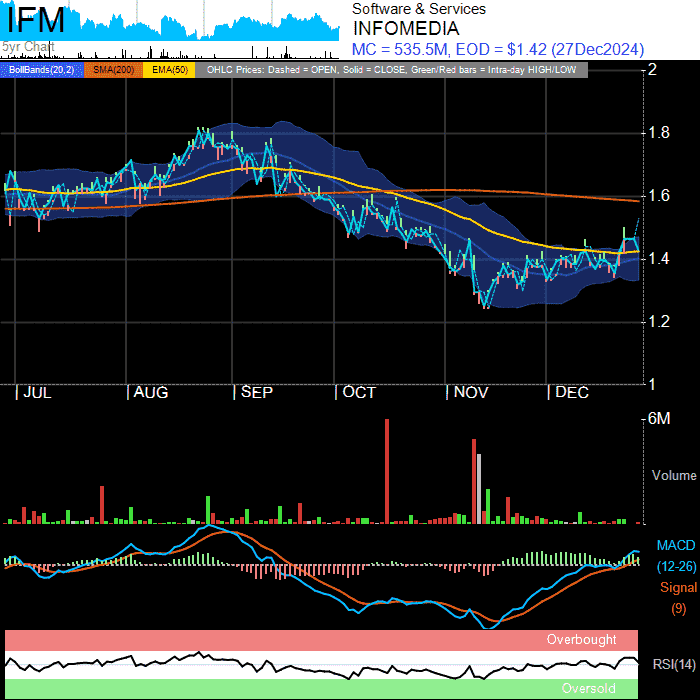 IFM
5yr Chart
Software & Services
INFOMEDIA
MC = 535.5M, EOD = $1.42 (27Dec2024)
BollBands(20,2) SMA(200) EMA(50) OHLC Prices: Dashed = OPEN, Solid = CLOSE, Green/Red bars = Intra-day HIGH/LOW
2
1.8
1.6
1.4
1.2
1
JUL AUG SEP OCT NOV DEC
6M
Volume
MACD
(12-26)
Signal
(9)
Overbought
RSI(14)
Oversold